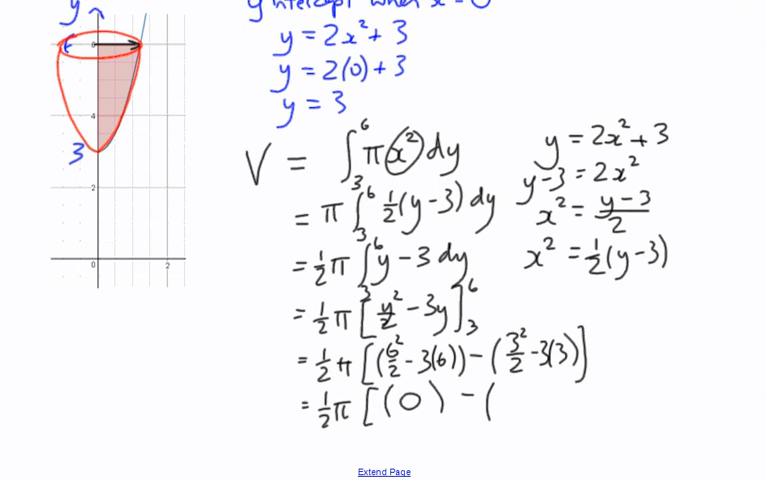 y intercept when x = 0
y = 2x² + 3
y = 2(0) + 3
y = 3
y
6
6
4
3
2
0
0
2
V = ∫₃⁶ π x² dy
= π ∫₃⁶ ½(y-3) dy
= ½π ∫₃⁶ y - 3 dy
= ½π [y²/2 - 3y]₃⁶
= ½π [(6²/2 - 3(6)) - (3²/2 - 3(3)]
= ½π [(0) - (
y = 2x² + 3
y-3 = 2x²
x² = y-3/2
x² = ½(y-3)
Extend Page